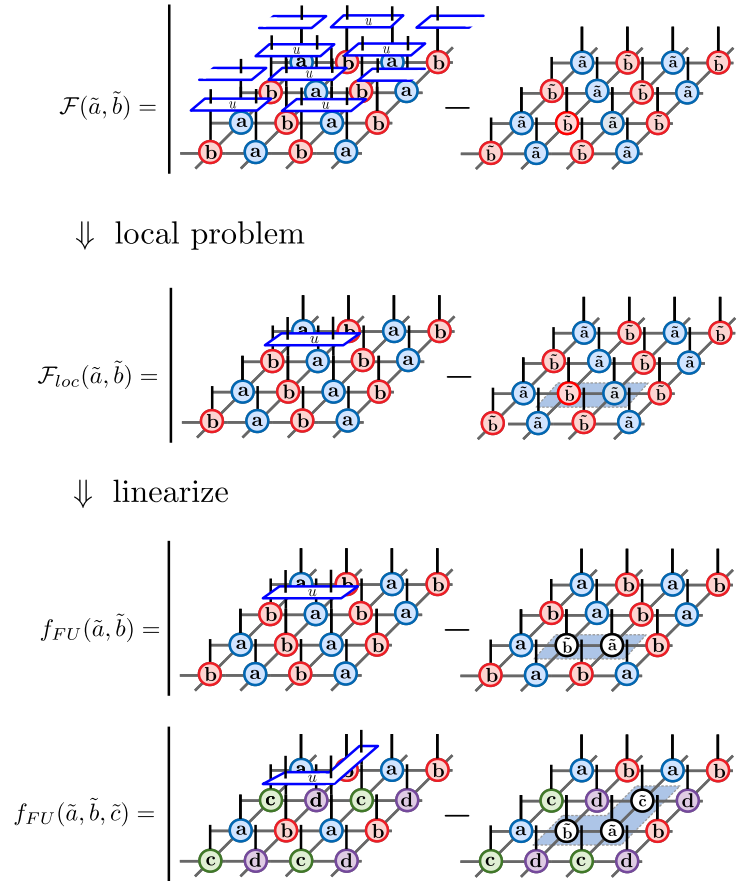 u
u u
a b a b ã b̃ ã b̃
u
b a b̃ ã b̃ ã
ℱ(ã, b̃) = | u u −
a b a b ã b̃ ã b̃
b a b a b̃ ã b̃ ã
⇓ local problem
a b a b ã b̃ ã b̃
u
b a b a b̃ ã b̃ ã
ℱ_loc(ã, b̃) = | −
a b a b ã b̃ ã b̃
b a b a b̃ ã b̃ ã
⇓ linearize
a b a b a b a b
u
b a b a b a b a
f_FU(ã, b̃) = | −
a b a b a b̃ ã b
b a b a b a b a
a b a b a b a b
u
c d c d c d c̃ d
f_FU(ã, b̃, c̃) = | −
a b a b a b̃ ã b
c d c d c d c d